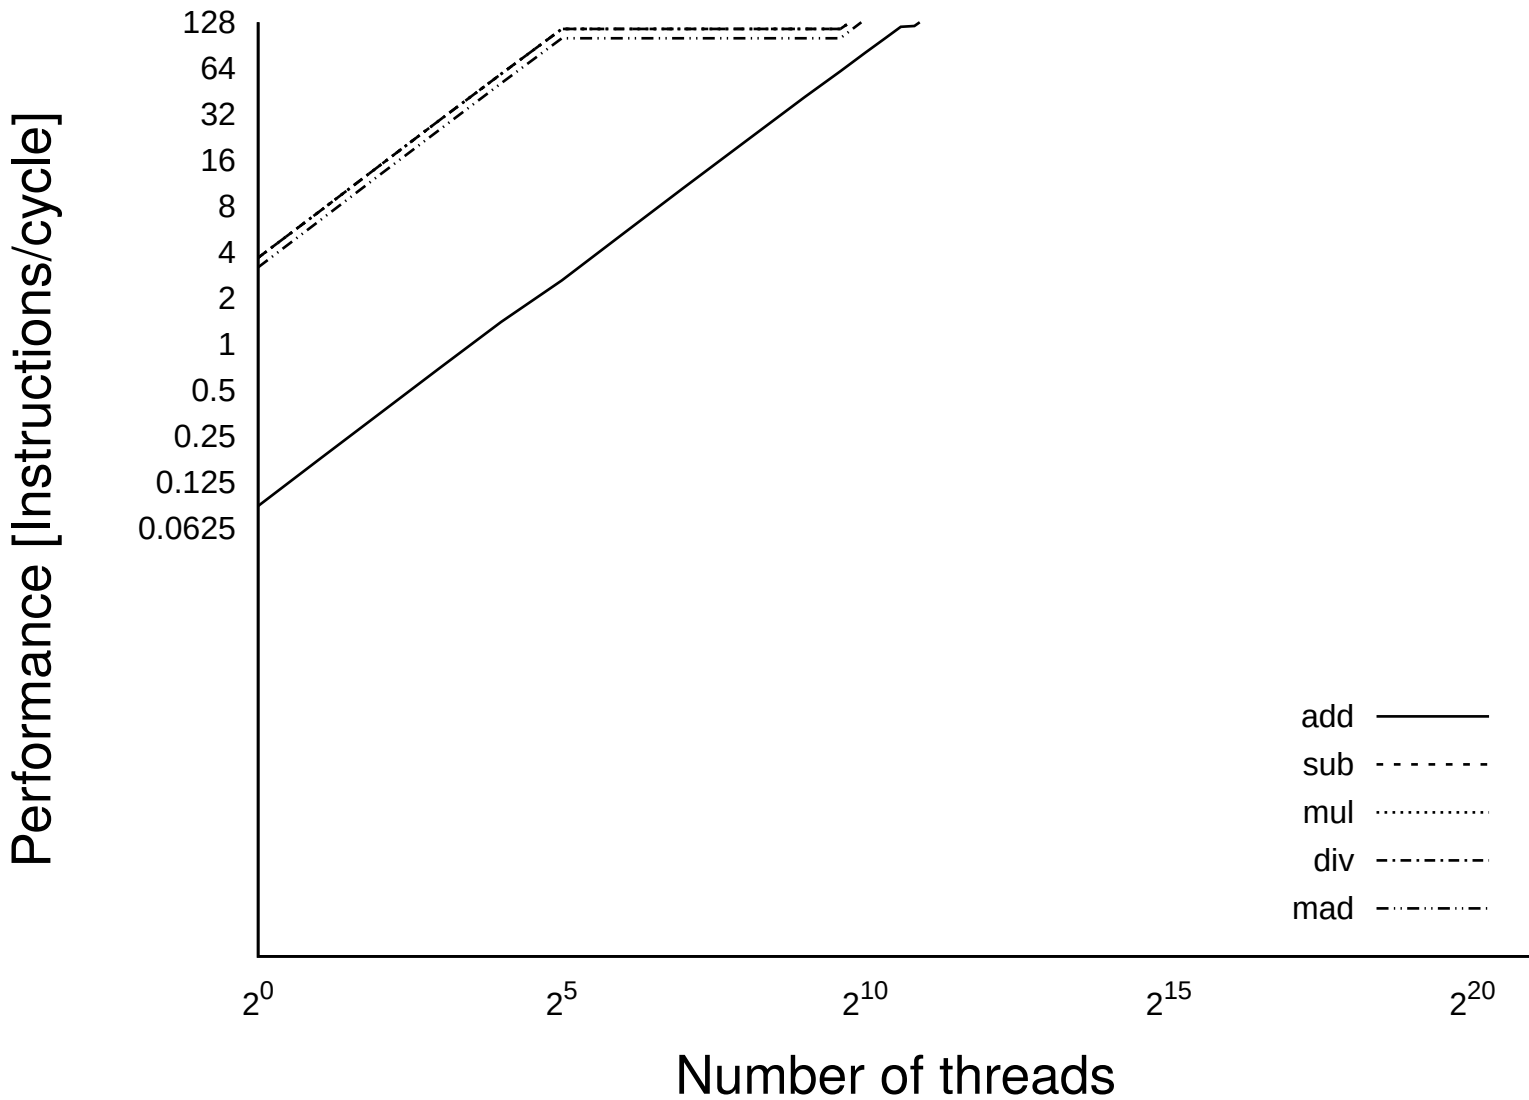 128
64
32
16
8
4
2
1
0.5
0.25
0.125
0.0625
Performance [Instructions/cycle]
add
sub
mul
div
mad
2^0 2^5 2^10 2^15 2^20
Number of threads